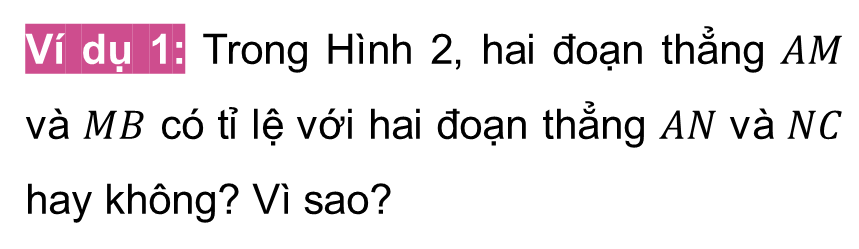 Ví dụ 1: Trong Hình 2, hai đoạn thẳng AM
và MB có tỉ lệ với hai đoạn thẳng AN và NC
hay không? Vì sao?